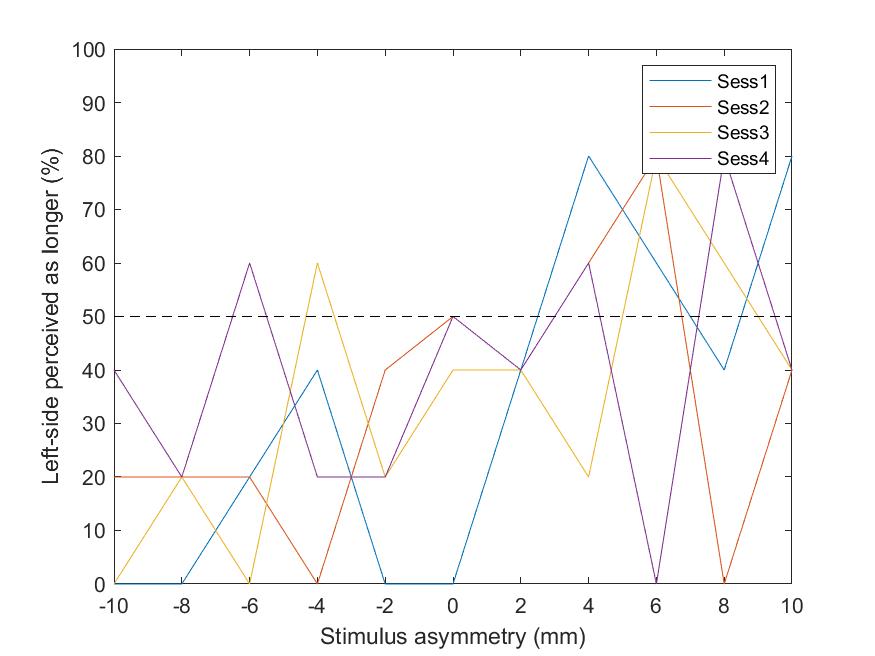 100
90
80
70
60
50
40
30
20
10
0
Left-side perceived as longer (%)
Sess1
Sess2
Sess3
Sess4
-10 -8 -6 -4 -2 0 2 4 6 8 10
Stimulus asymmetry (mm)